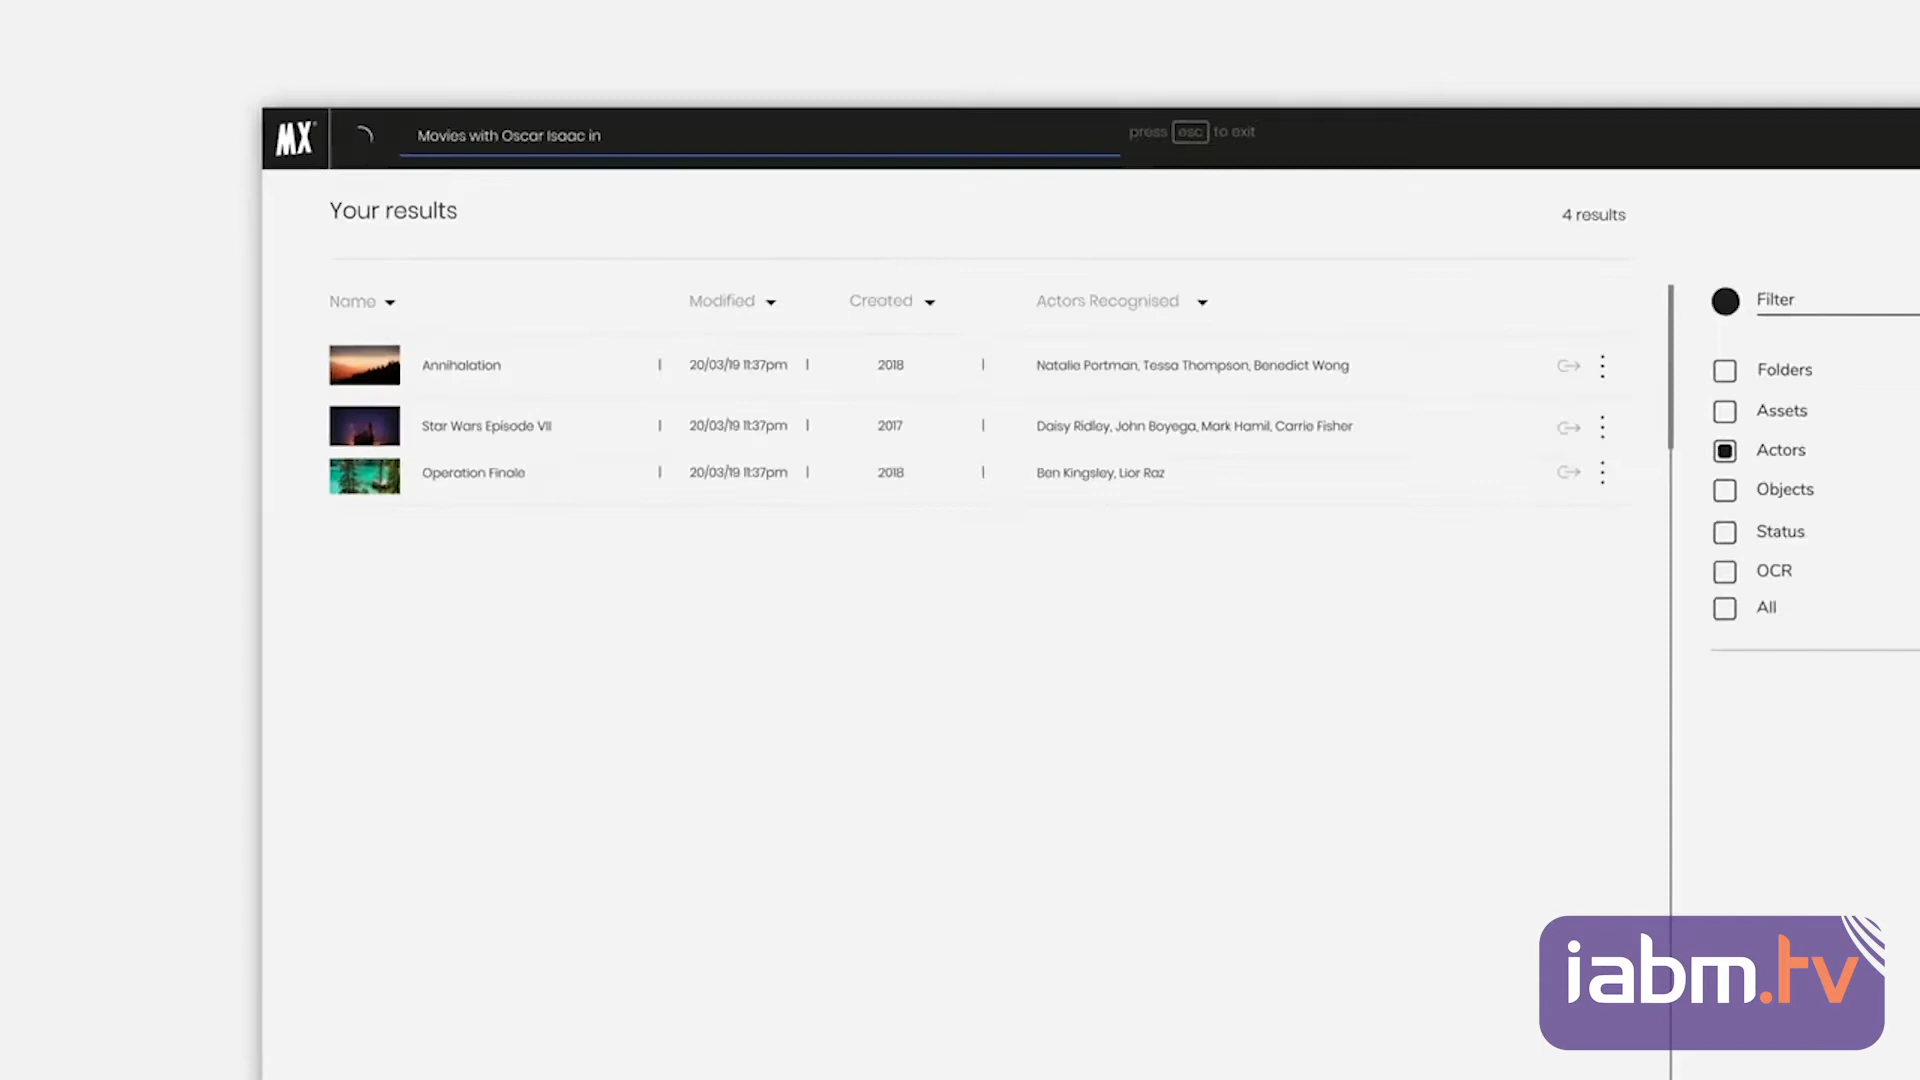 MX
Movies with Oscar Isaac in
press esc to exit
Your results
4 results
Name Modified Created Actors Recognised
Annihalation | 20/03/19 11:37pm | 2018 | Natalie Portman, Tessa Thompson, Benedict Wong
Star Wars Episode VII | 20/03/19 11:37pm | 2017 | Daisy Ridley, John Boyega, Mark Hamil, Carrie Fisher
Operation Finale | 20/03/19 11:37pm | 2018 | Ben Kingsley, Lior Raz
Filter
Folders
Assets
Actors
Objects
Status
OCR
All
iabm.tv